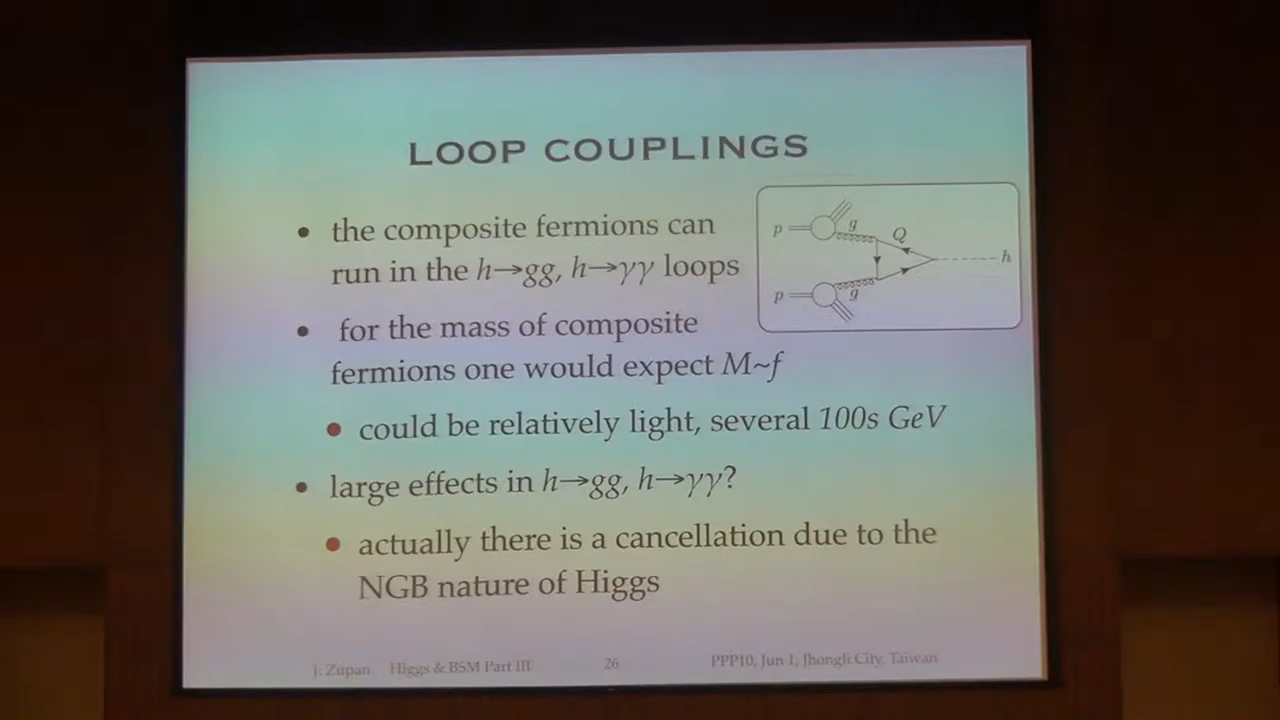 LOOP COUPLINGS
• the composite fermions can
run in the h→gg, h→γγ loops
• for the mass of composite
fermions one would expect M~f
• could be relatively light, several 100s GeV
• large effects in h→gg, h→γγ?
• actually there is a cancellation due to the
NGB nature of Higgs
p g Q
h
p g
J. Zupan Higgs & BSM Part III 26 PPP10, Jun 1, Jhongli City, Taiwan